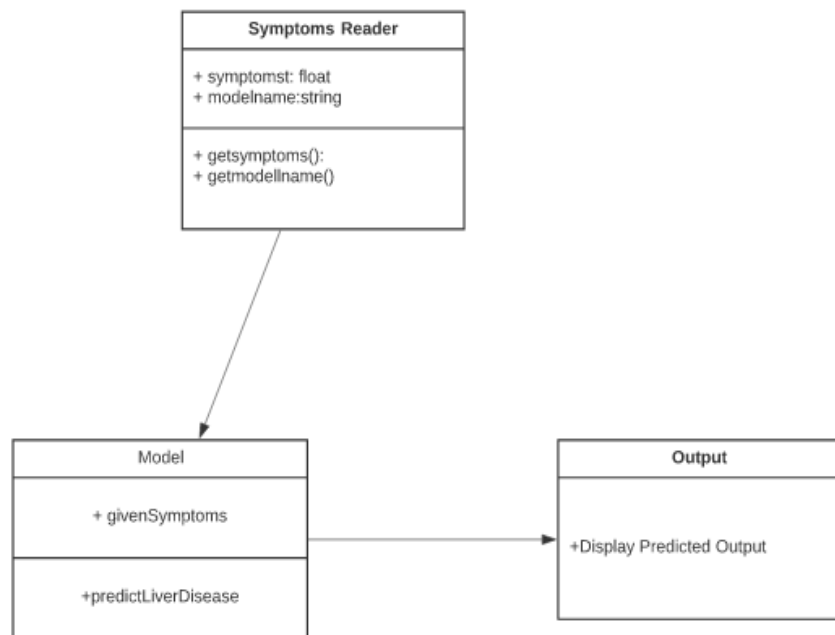 Symptoms Reader
+ symptomst: float
+ modelname:string
+ getsymptoms():
+ getmodellname()
Model
+ givenSymptoms
+predictLiverDisease
Output
+Display Predicted Output